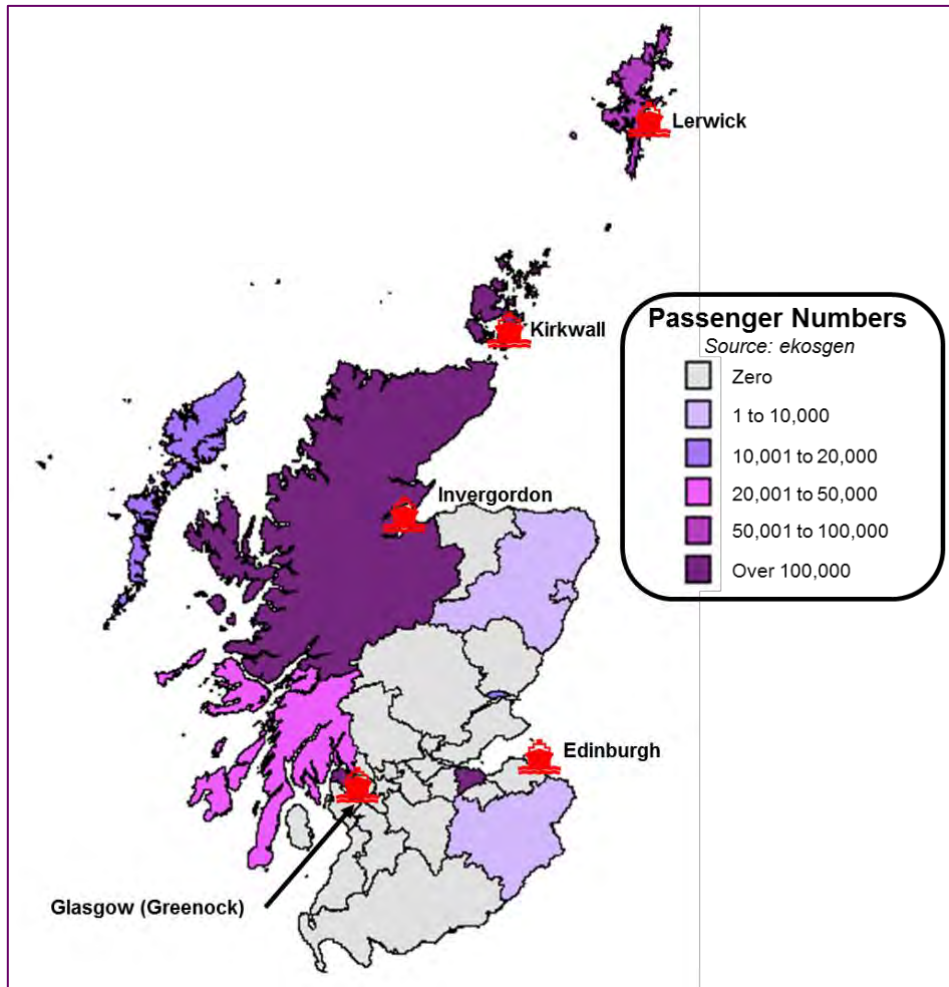 Lerwick
Kirkwall
Passenger Numbers
Source: ekosgen
Zero
1 to 10,000
10,001 to 20,000
20,001 to 50,000
50,001 to 100,000
Over 100,000
Invergordon
Edinburgh
Glasgow (Greenock)